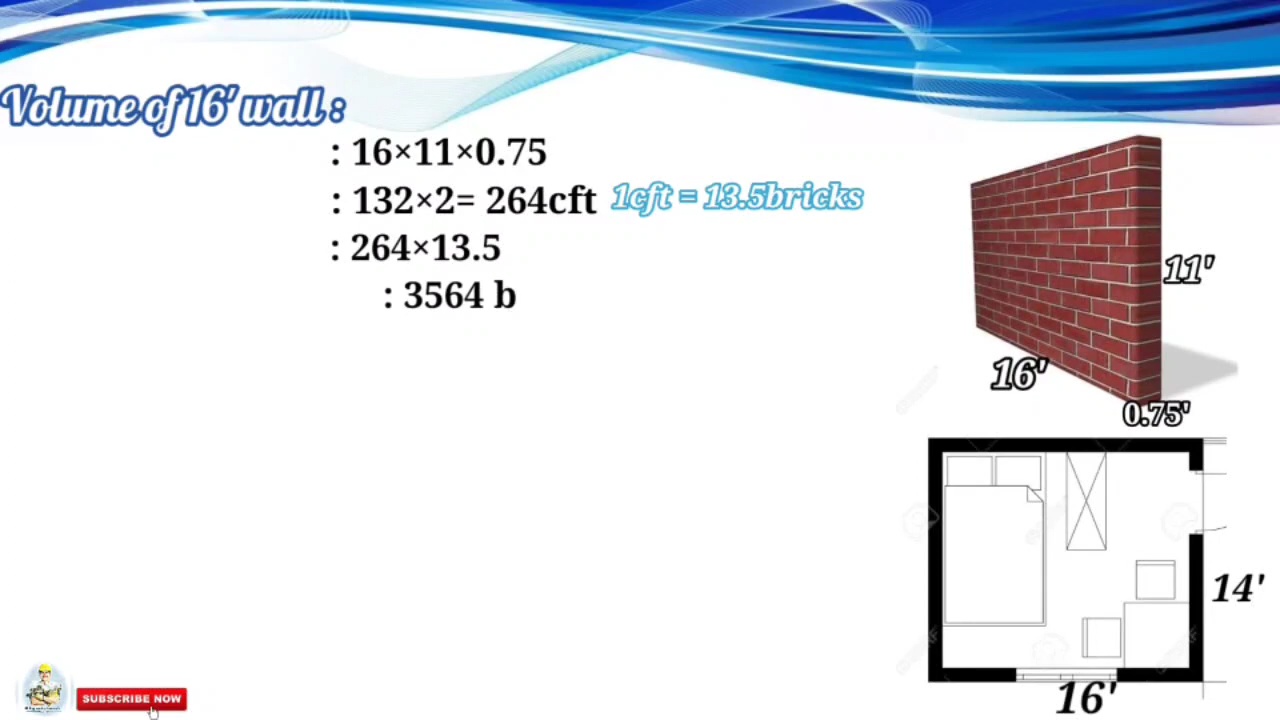 Volume of 16' wall :
: 16×11×0.75
: 132×2= 264cft 1cft = 13.5bricks
: 264×13.5
: 3564 b
11'
16'
0.75'
14'
16'
SUBSCRIBE NOW